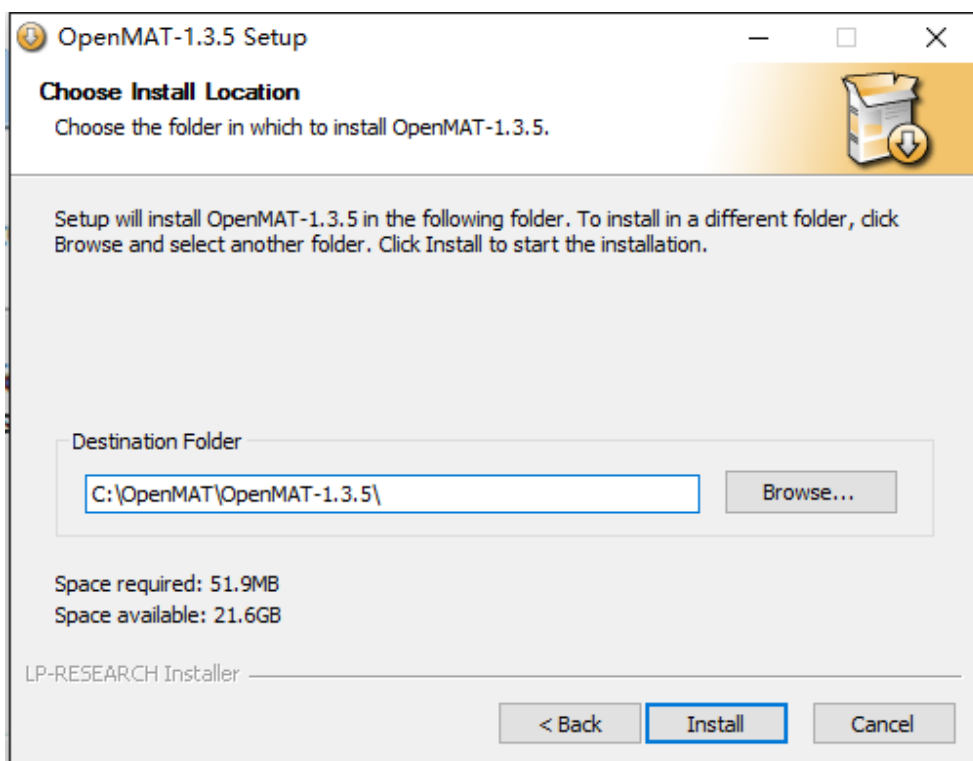 OpenMAT-1.3.5 Setup
Choose Install Location
Choose the folder in which to install OpenMAT-1.3.5.
Setup will install OpenMAT-1.3.5 in the following folder. To install in a different folder, click
Browse and select another folder. Click Install to start the installation.
Destination Folder
C:\OpenMAT\OpenMAT-1.3.5\
Browse...
Space required: 51.9MB
Space available: 21.6GB
LP-RESEARCH Installer
< Back
Install
Cancel